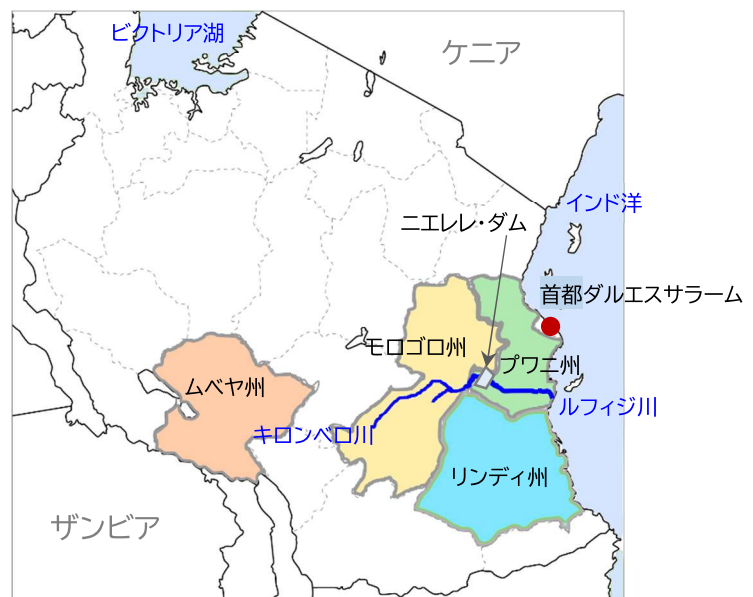 ビクトリア湖
ケニア
インド洋
ニエレレ・ダム
首都ダルエスサラーム
モロゴロ州
プワニ州
ムベヤ州
ルフィジ川
キロンベロ川
リンディ州
ザンビア